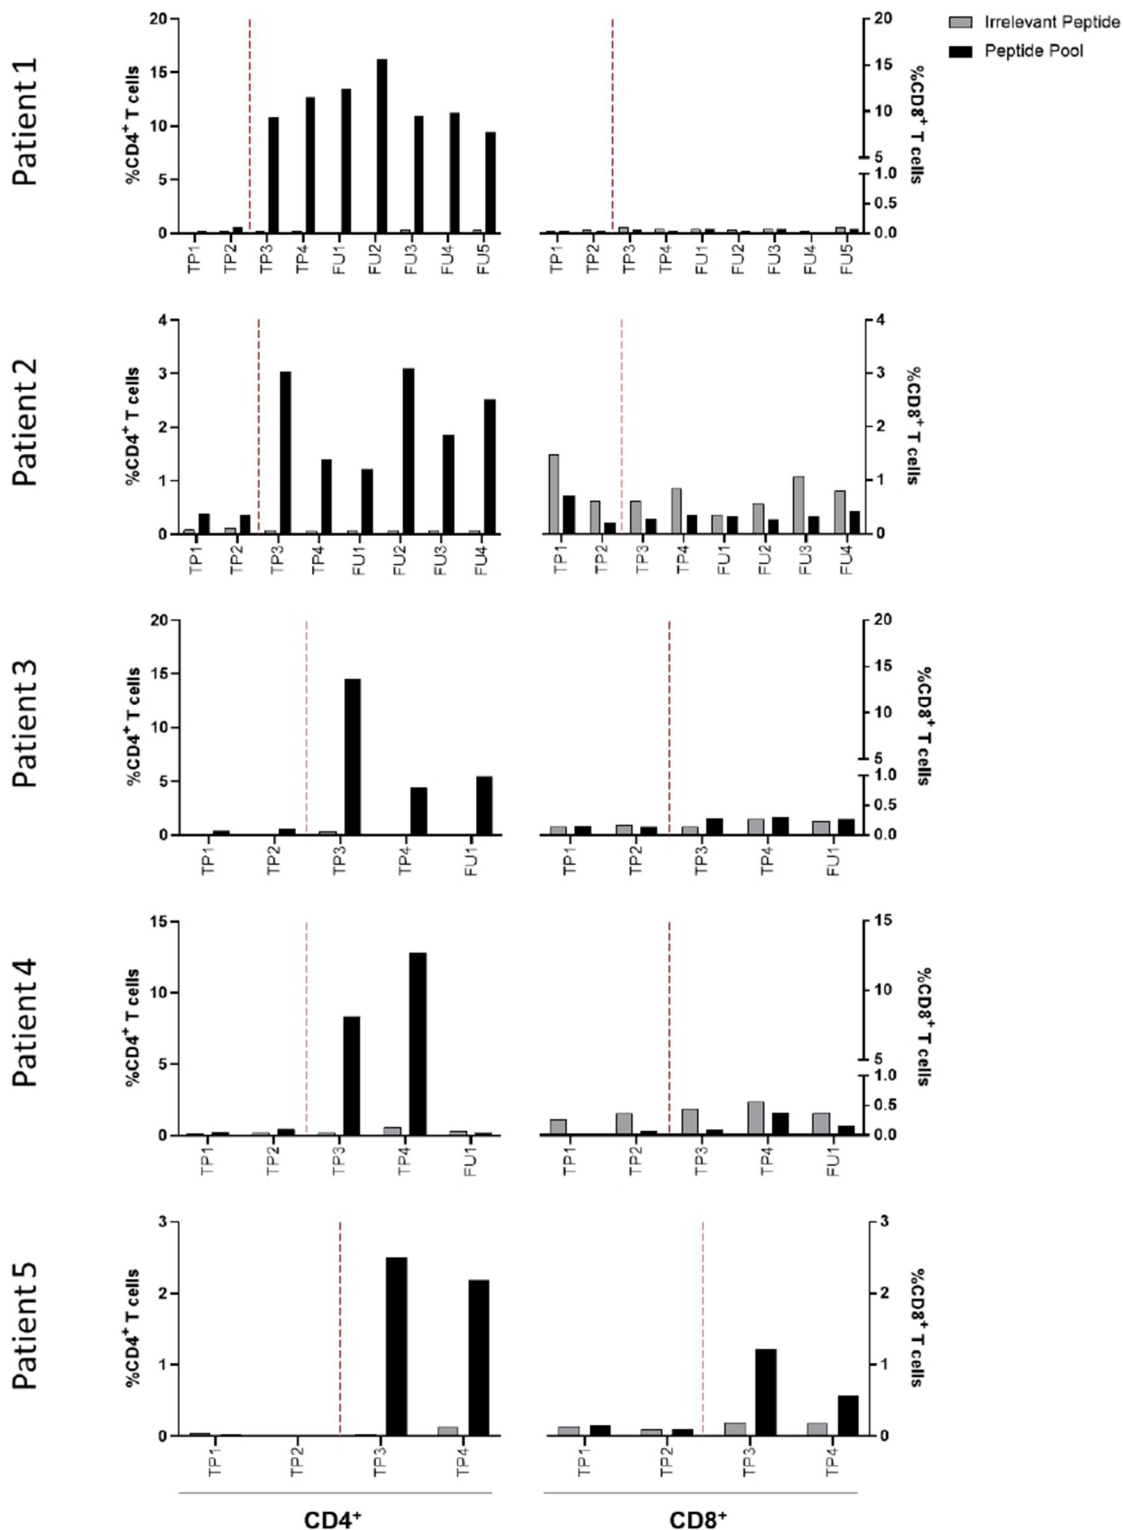 Irrelevant Peptide
Peptide Pool
Patient 1
%CD4+ T cells
20
15
10
5
0
TP1 TP2 TP3 TP4 FU1 FU2 FU3 FU4 FU5
TP1 TP2 TP3 TP4 FU1 FU2 FU3 FU4 FU5
20
15
10
5
1.0
0.5
0.0
%CD8+ T cells
Patient 2
%CD4+ T cells
4
3
2
1
0
TP1 TP2 TP3 TP4 FU1 FU2 FU3 FU4
TP1 TP2 TP3 TP4 FU1 FU2 FU3 FU4
4
3
2
1
0
%CD8+ T cells
Patient 3
%CD4+ T cells
20
15
10
5
0
TP1 TP2 TP3 TP4 FU1
TP1 TP2 TP3 TP4 FU1
20
15
10
5
1.0
0.5
0.0
%CD8+ T cells
Patient 4
%CD4+ T cells
15
10
5
0
TP1 TP2 TP3 TP4 FU1
TP1 TP2 TP3 TP4 FU1
15
10
5
1.0
0.5
0.0
%CD8+ T cells
Patient 5
%CD4+ T cells
3
2
1
0
TP1 TP2 TP3 TP4
TP1 TP2 TP3 TP4
3
2
1
0
%CD8+ T cells
CD4+
CD8+